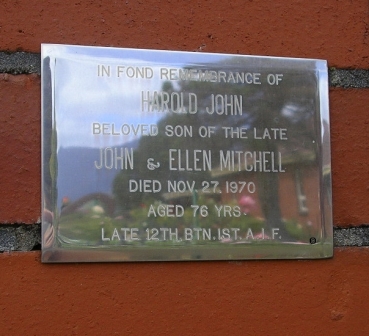 IN FOND REMEMBRANCE OF
HAROLD JOHN
BELOVED SON OF THE LATE
JOHN & ELLEN MITCHELL
DIED NOV. 27. 1970
AGED 76 YRS.
LATE 12TH. BTN. 1ST. A.I.F.